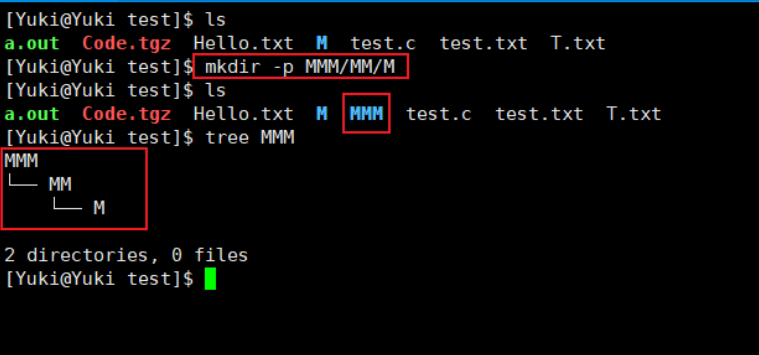 [Yuki@Yuki test]$ ls
a.out  Code.tgz  Hello.txt  M  test.c  test.txt  T.txt
[Yuki@Yuki test]$ mkdir -p MMM/MM/M
[Yuki@Yuki test]$ ls
a.out  Code.tgz  Hello.txt  M  MMM  test.c  test.txt  T.txt
[Yuki@Yuki test]$ tree MMM
MMM
└── MM
    └── M
2 directories, 0 files
[Yuki@Yuki test]$